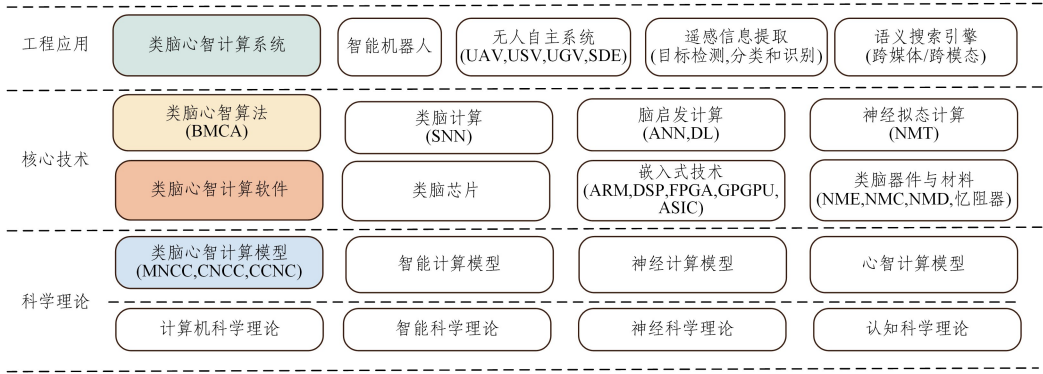 工程应用
类脑心智计算系统
智能机器人
无人自主系统
(UAV,USV,UGV,SDE)
遥感信息提取
(目标检测,分类和识别)
语义搜索引擎
(跨媒体/跨模态)
核心技术
类脑心智算法
(BMCA)
类脑计算
(SNN)
脑启发计算
(ANN,DL)
神经拟态计算
(NMT)
类脑心智计算软件
类脑芯片
嵌入式技术
(ARM,DSP,FPGA,GPGPU,
ASIC)
类脑器件与材料
(NME,NMC,NMD,忆阻器)
科学理论
类脑心智计算模型
(MNCC,CNCC,CCNC)
智能计算模型
神经计算模型
心智计算模型
计算机科学理论
智能科学理论
神经科学理论
认知科学理论